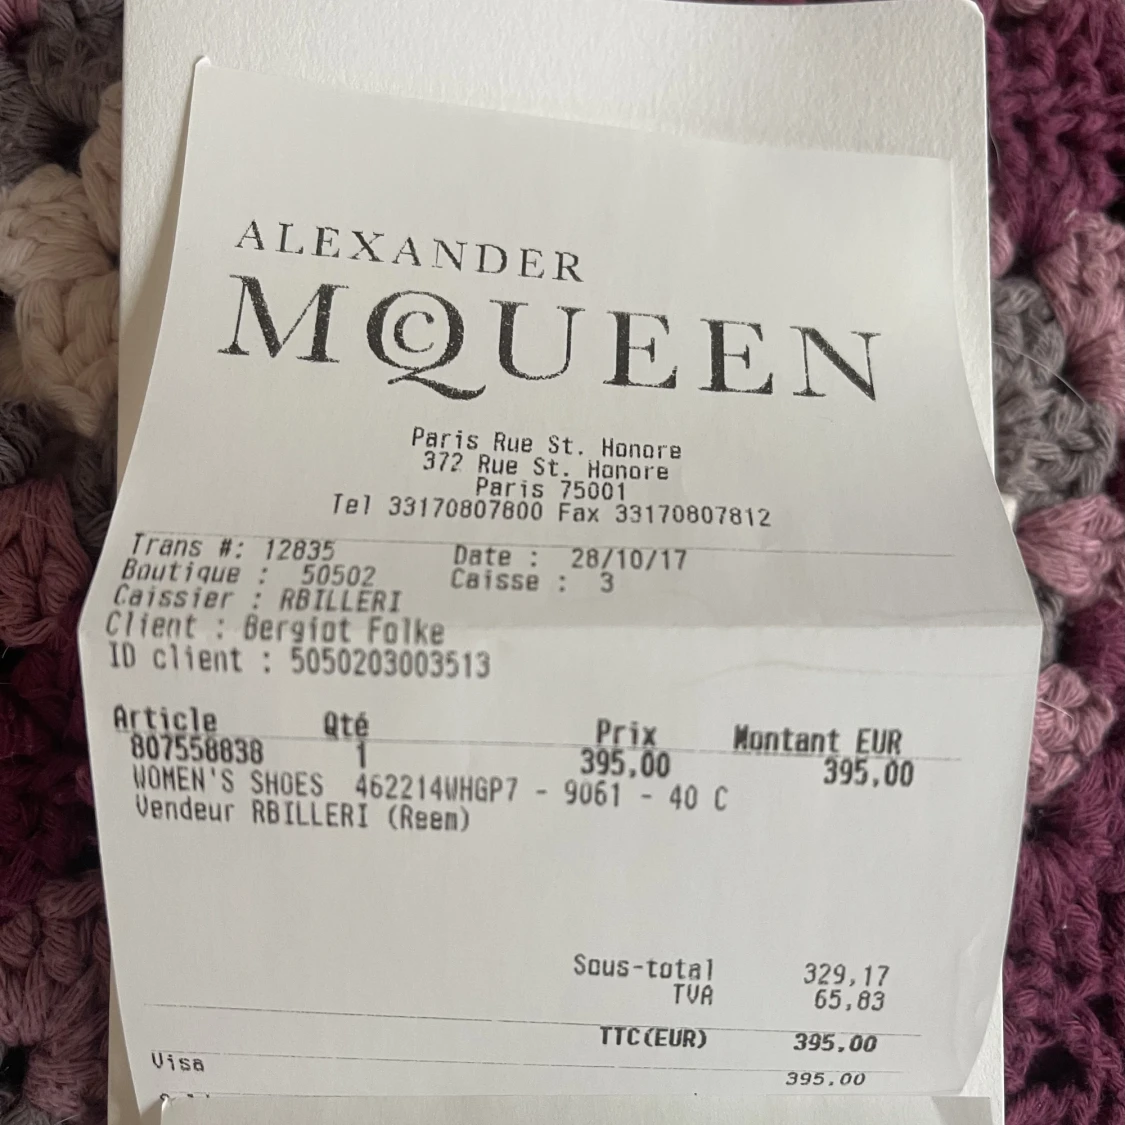 ALEXANDER
McQUEEN
Paris Rue St. Honore
372 Rue St. Honore
Paris 75001
Tel 33170807800 Fax 33170807812
Trans #: 12835 Date : 28/10/17
Boutique : 50502 Caisse : 3
Caissier : RBILLERI
Client : Bergiot Folke
ID client : 5050203003513
Article Qté Prix Montant EUR
807558838 1 395,00 395,00
WOMEN'S SHOES 462214WHGP7 - 9061 - 40 C
Vendeur RBILLERI (Reem)
Sous-total 329,17
TVA 65,83
TTC(EUR) 395,00
Visa 395,00